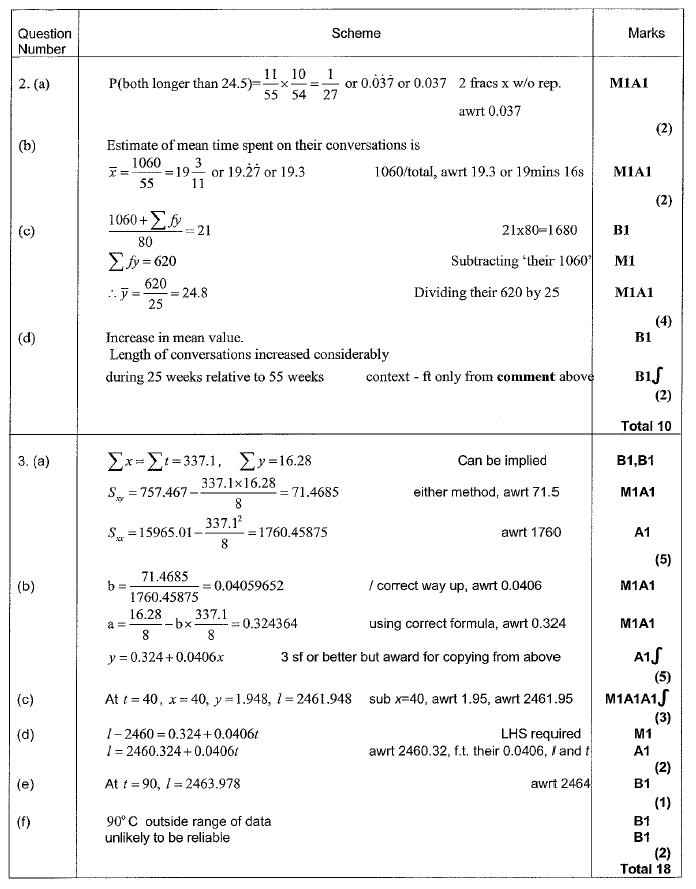 Question Number Scheme Marks
2. (a) P(both longer than 24.5)= 11/55 × 10/54 = 1/27 or 0.0̇37̇ or 0.037 2 fracs x w/o rep. M1A1
awrt 0.037
(2)
(b) Estimate of mean time spent on their conversations is
x̄ = 1060/55 = 19 3/11 or 19.2̇7̇ or 19.3 1060/total, awrt 19.3 or 19mins 16s M1A1
(2)
(c) (1060+∑fy)/80 = 21 21x80=1680 B1
∑fy = 620 Subtracting ‘their 1060’ M1
∴ ȳ = 620/25 = 24.8 Dividing their 620 by 25 M1A1
(4)
(d) Increase in mean value. B1
Length of conversations increased considerably
during 25 weeks relative to 55 weeks context - ft only from comment above B1∫
(2)
Total 10
3. (a) ∑x = ∑t = 337.1, ∑y = 16.28 Can be implied B1,B1
Sxy = 757.467 − (337.1×16.28)/8 = 71.4685 either method, awrt 71.5 M1A1
Sxx = 15965.01 − 337.1²/8 = 1760.45875 awrt 1760 A1
(5)
(b) b = 71.4685/1760.45875 = 0.04059652 / correct way up, awrt 0.0406 M1A1
a = 16.28/8 − b× 337.1/8 = 0.324364 using correct formula, awrt 0.324 M1A1
y = 0.324+0.0406x 3 sf or better but award for copying from above A1∫
(5)
(c) At t = 40, x = 40, y = 1.948, l = 2461.948 sub x=40, awrt 1.95, awrt 2461.95 M1A1A1∫
(3)
(d) l − 2460 = 0.324 + 0.0406t LHS required M1
l = 2460.324 + 0.0406t awrt 2460.32, f.t. their 0.0406, l and t A1
(2)
(e) At t = 90, l = 2463.978 awrt 2464 B1
(1)
(f) 90°C outside range of data B1
unlikely to be reliable B1
(2)
Total 18